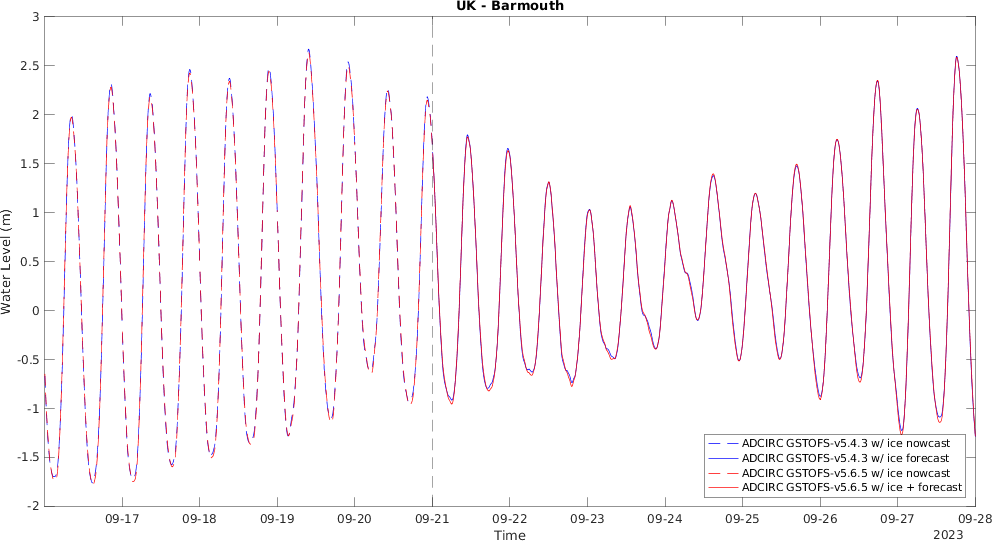 UK - Barmouth
3
2.5
2
1.5
1
0.5
0
-0.5
-1
-1.5
-2
Water Level (m)
ADCIRC GSTOFS-v5.4.3 w/ ice nowcast
ADCIRC GSTOFS-v5.4.3 w/ ice forecast
ADCIRC GSTOFS-v5.6.5 w/ ice nowcast
ADCIRC GSTOFS-v5.6.5 w/ ice + forecast
09-17 09-18 09-19 09-20 09-21 09-22 09-23 09-24 09-25 09-26 09-27 09-28
Time
2023